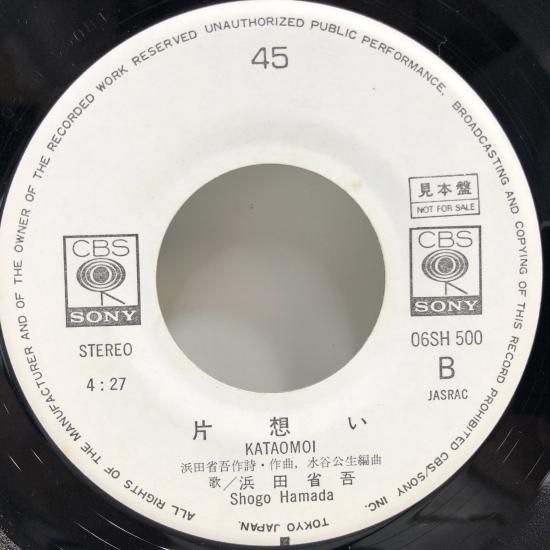 ALL RIGHTS OF THE MANUFACTURER AND OF THE OWNER OF THE RECORDED WORK RESERVED UNAUTHORIZED PUBLIC PERFORMANCE, BROADCASTING AND COPYING OF THIS RECORD PROHIBITED CBS/SONY INC. TOKYO JAPAN.
45
見本盤
NOT FOR SALE
CBS
SONY
CBS
SONY
STEREO
4:27
06SH 500
B
JASRAC
片想い
KATAOMOI
浜田省吾作詩・作曲, 水谷公生編曲
歌/浜田省吾
Shogo Hamada